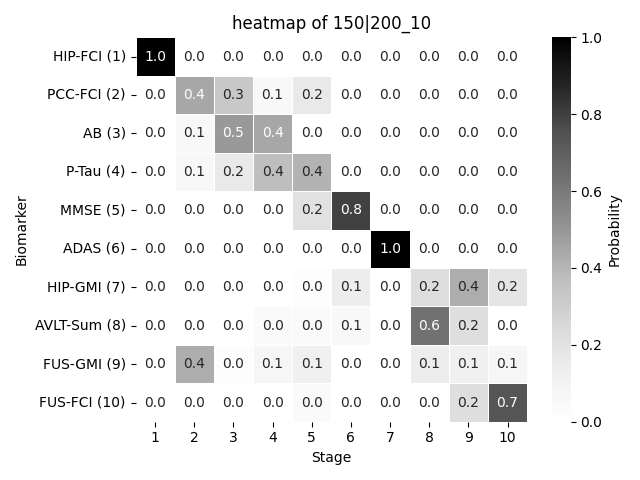 heatmap of 150|200_10
HIP-FCI (1) 1.0 0.0 0.0 0.0 0.0 0.0 0.0 0.0 0.0 0.0
PCC-FCI (2) 0.0 0.4 0.3 0.1 0.2 0.0 0.0 0.0 0.0 0.0
AB (3) 0.0 0.1 0.5 0.4 0.0 0.0 0.0 0.0 0.0 0.0
P-Tau (4) 0.0 0.1 0.2 0.4 0.4 0.0 0.0 0.0 0.0 0.0
MMSE (5) 0.0 0.0 0.0 0.0 0.2 0.8 0.0 0.0 0.0 0.0
ADAS (6) 0.0 0.0 0.0 0.0 0.0 0.0 1.0 0.0 0.0 0.0
HIP-GMI (7) 0.0 0.0 0.0 0.0 0.0 0.1 0.0 0.2 0.4 0.2
AVLT-Sum (8) 0.0 0.0 0.0 0.0 0.0 0.1 0.0 0.6 0.2 0.0
FUS-GMI (9) 0.0 0.4 0.0 0.1 0.1 0.0 0.0 0.1 0.1 0.1
FUS-FCI (10) 0.0 0.0 0.0 0.0 0.0 0.0 0.0 0.0 0.2 0.7
1 2 3 4 5 6 7 8 9 10
Stage
Biomarker
1.0
0.8
0.6
0.4
0.2
0.0
Probability